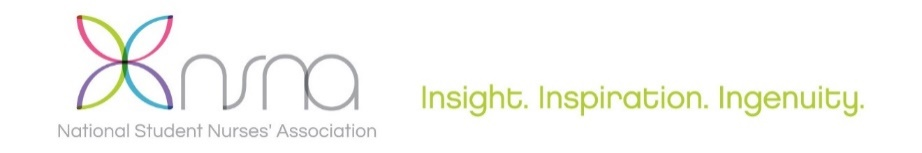 nsna
Insight. Inspiration. Ingenuity.
National Student Nurses' Association